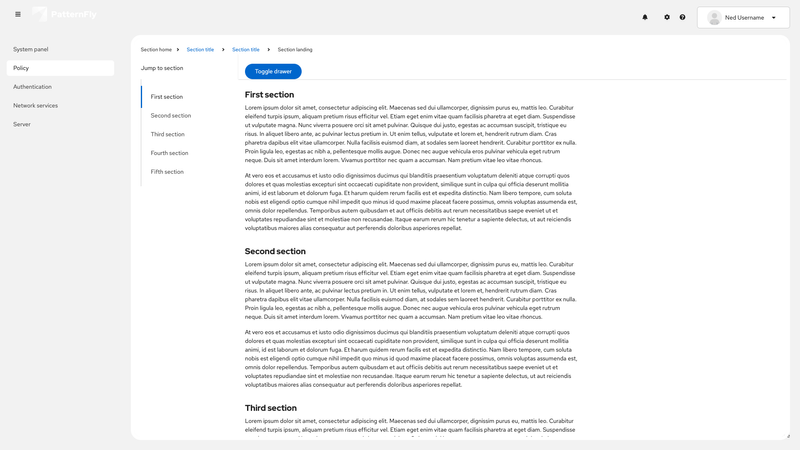 PatternFly
Ned Username
System panel
Policy
Authentication
Network services
Server
Section home
Section title
Section title
Section landing
Jump to section
First section
Second section
Third section
Fourth section
Fifth section
Toggle drawer
First section
Lorem ipsum dolor sit amet, consectetur adipiscing elit. Maecenas sed dui ullamcorper, dignissim purus eu, mattis leo. Curabitur
eleifend turpis ipsum, aliquam pretium risus efficitur vel. Etiam eget enim vitae quam facilisis pharetra at eget diam. Suspendisse
ut vulputate magna. Nunc viverra posuere orci sit amet pulvinar. Quisque dui justo, egestas ac accumsan suscipit, tristique eu
risus. In aliquet libero ante, ac pulvinar lectus pretium in. Ut enim tellus, vulputate et lorem et, hendrerit rutrum diam. Cras
pharetra dapibus elit vitae ullamcorper. Nulla facilisis euismod diam, at sodales sem laoreet hendrerit. Curabitur porttitor ex nulla.
Proin ligula leo, egestas ac nibh a, pellentesque mollis augue. Donec nec augue vehicula eros pulvinar vehicula eget rutrum
neque. Duis sit amet interdum lorem. Vivamus porttitor nec quam a accumsan. Nam pretium vitae leo vitae rhoncus.
At vero eos et accusamus et iusto odio dignissimos ducimus qui blanditiis praesentium voluptatum deleniti atque corrupti quos
dolores et quas molestias excepturi sint occaecati cupiditate non provident, similique sunt in culpa qui officia deserunt mollitia
animi, id est laborum et dolorum fuga. Et harum quidem rerum facilis est et expedita distinctio. Nam libero tempore, cum soluta
nobis est eligendi optio cumque nihil impedit quo minus id quod maxime placeat facere possimus, omnis voluptas assumenda est,
omnis dolor repellendus. Temporibus autem quibusdam et aut officiis debitis aut rerum necessitatibus saepe eveniet ut et
voluptates repudiandae sint et molestiae non recusandae. Itaque earum rerum hic tenetur a sapiente delectus, ut aut reiciendis
voluptatibus maiores alias consequatur aut perferendis doloribus asperiores repellat.
Second section
Lorem ipsum dolor sit amet, consectetur adipiscing elit. Maecenas sed dui ullamcorper, dignissim purus eu, mattis leo. Curabitur
eleifend turpis ipsum, aliquam pretium risus efficitur vel. Etiam eget enim vitae quam facilisis pharetra at eget diam. Suspendisse
ut vulputate magna. Nunc viverra posuere orci sit amet pulvinar. Quisque dui justo, egestas ac accumsan suscipit, tristique eu
risus. In aliquet libero ante, ac pulvinar lectus pretium in. Ut enim tellus, vulputate et lorem et, hendrerit rutrum diam. Cras
pharetra dapibus elit vitae ullamcorper. Nulla facilisis euismod diam, at sodales sem laoreet hendrerit. Curabitur porttitor ex nulla.
Proin ligula leo, egestas ac nibh a, pellentesque mollis augue. Donec nec augue vehicula eros pulvinar vehicula eget rutrum
neque. Duis sit amet interdum lorem. Vivamus porttitor nec quam a accumsan. Nam pretium vitae leo vitae rhoncus.
At vero eos et accusamus et iusto odio dignissimos ducimus qui blanditiis praesentium voluptatum deleniti atque corrupti quos
dolores et quas molestias excepturi sint occaecati cupiditate non provident, similique sunt in culpa qui officia deserunt mollitia
animi, id est laborum et dolorum fuga. Et harum quidem rerum facilis est et expedita distinctio. Nam libero tempore, cum soluta
nobis est eligendi optio cumque nihil impedit quo minus id quod maxime placeat facere possimus, omnis voluptas assumenda est,
omnis dolor repellendus. Temporibus autem quibusdam et aut officiis debitis aut rerum necessitatibus saepe eveniet ut et
voluptates repudiandae sint et molestiae non recusandae. Itaque earum rerum hic tenetur a sapiente delectus, ut aut reiciendis
voluptatibus maiores alias consequatur aut perferendis doloribus asperiores repellat.
Third section
Lorem ipsum dolor sit amet, consectetur adipiscing elit. Maecenas sed dui ullamcorper, dignissim purus eu, mattis leo. Curabitur
eleifend turpis ipsum, aliquam pretium risus efficitur vel. Etiam eget enim vitae quam facilisis pharetra at eget diam. Suspendisse